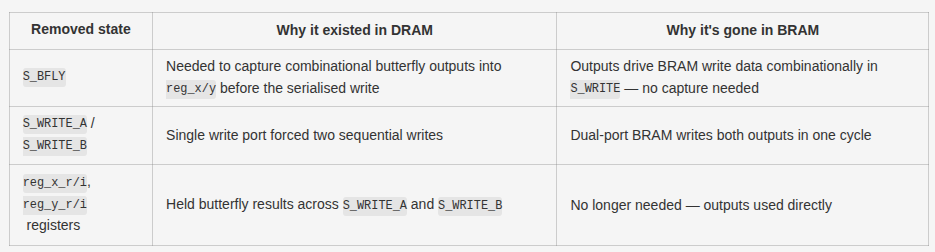 Removed state
Why it existed in DRAM
Why it's gone in BRAM
S_BFLY
Needed to capture combinational butterfly outputs into
reg_x/y before the serialised write
Outputs drive BRAM write data combinationally in
S_WRITE — no capture needed
S_WRITE_A /
S_WRITE_B
Single write port forced two sequential writes
Dual-port BRAM writes both outputs in one cycle
reg_x_r/i,
reg_y_r/i
registers
Held butterfly results across S_WRITE_A and S_WRITE_B
No longer needed — outputs used directly